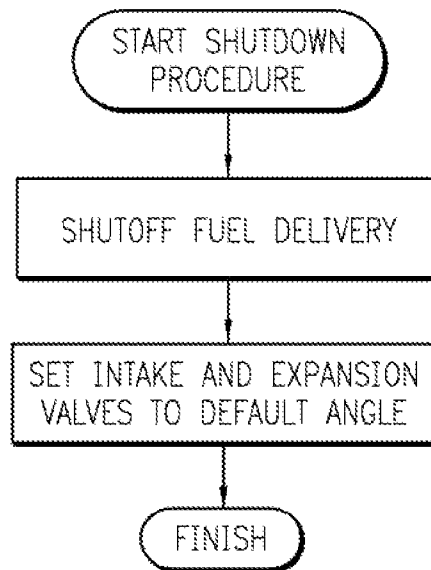 START SHUTDOWN
PROCEDURE
SHUTOFF FUEL DELIVERY
SET INTAKE AND EXPANSION
VALVES TO DEFAULT ANGLE
FINISH